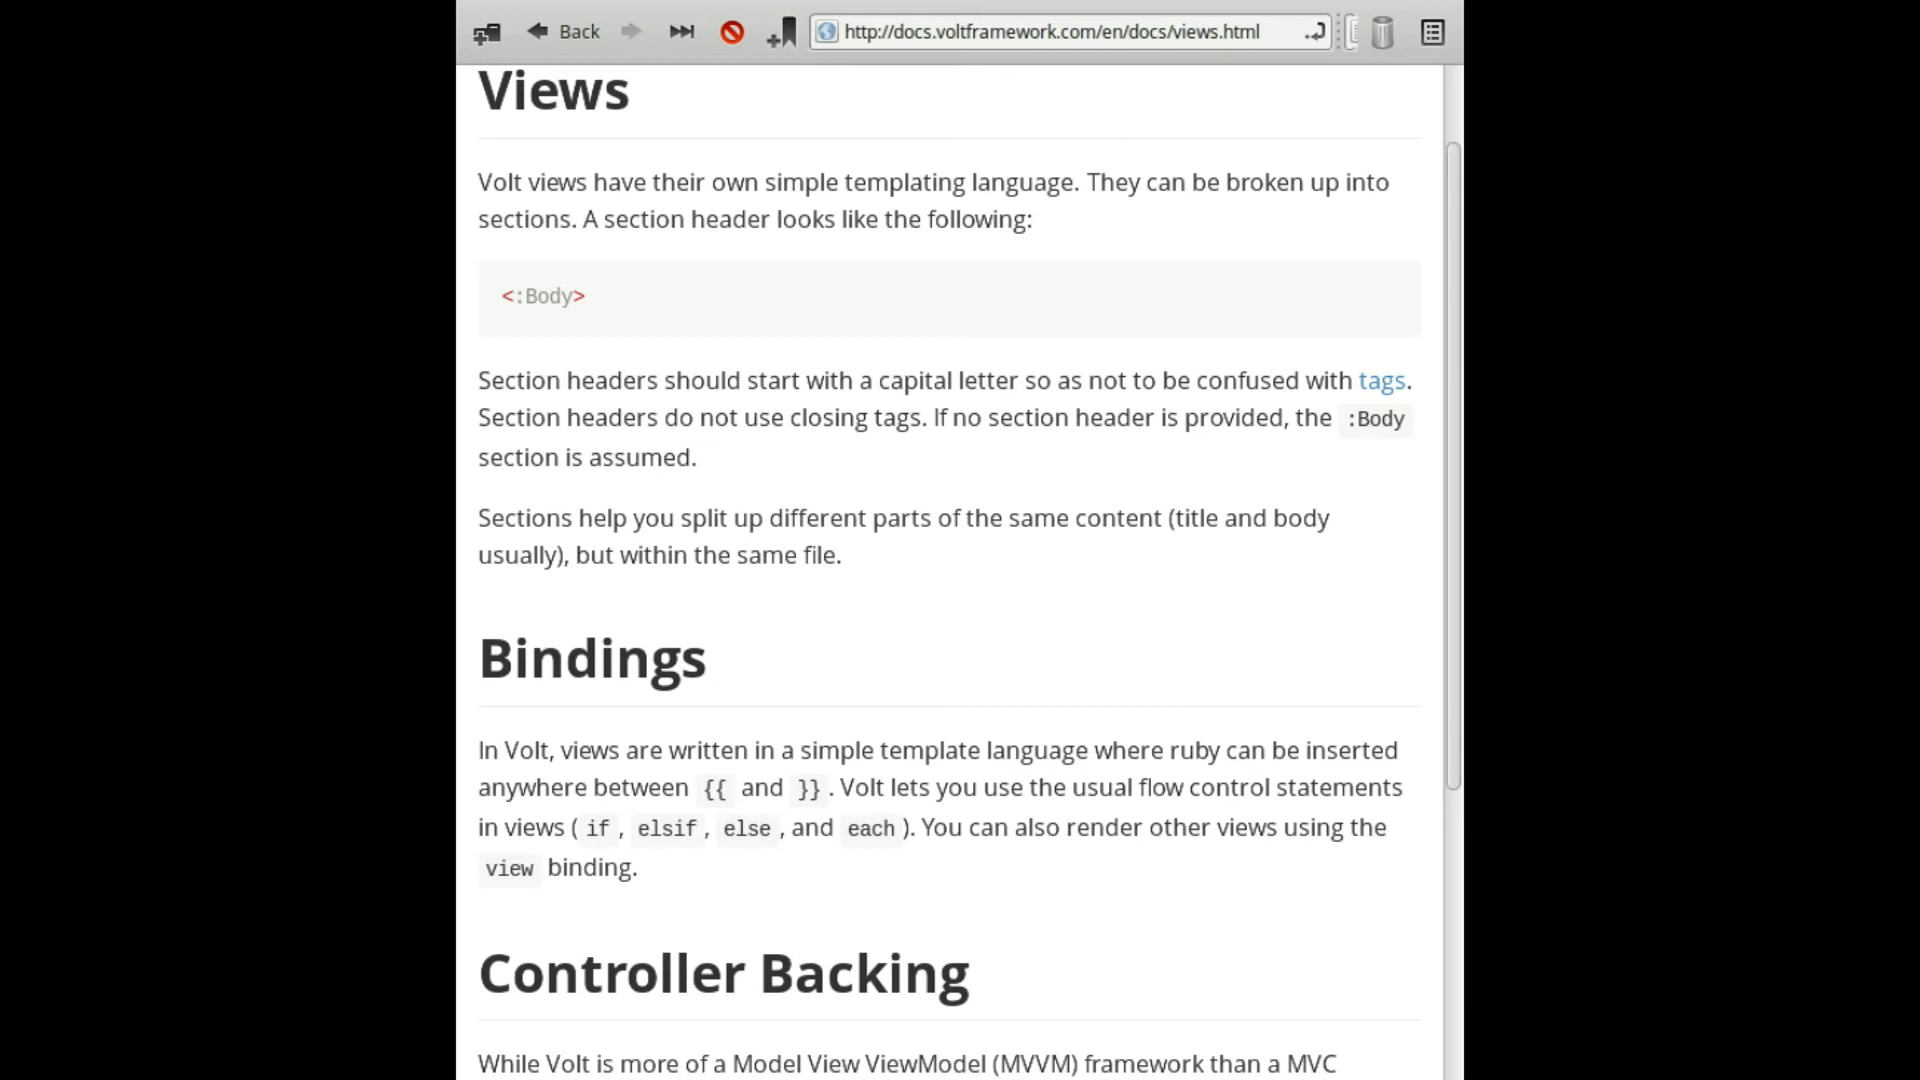 Back
http://docs.voltframework.com/en/docs/views.html
Views
Volt views have their own simple templating language. They can be broken up into
sections. A section header looks like the following:
<:Body>
Section headers should start with a capital letter so as not to be confused with tags.
Section headers do not use closing tags. If no section header is provided, the :Body
section is assumed.
Sections help you split up different parts of the same content (title and body
usually), but within the same file.
Bindings
In Volt, views are written in a simple template language where ruby can be inserted
anywhere between {{ and }}. Volt lets you use the usual flow control statements
in views ( if, elsif, else, and each ). You can also render other views using the
view binding.
Controller Backing
While Volt is more of a Model View ViewModel (MVVM) framework than a MVC